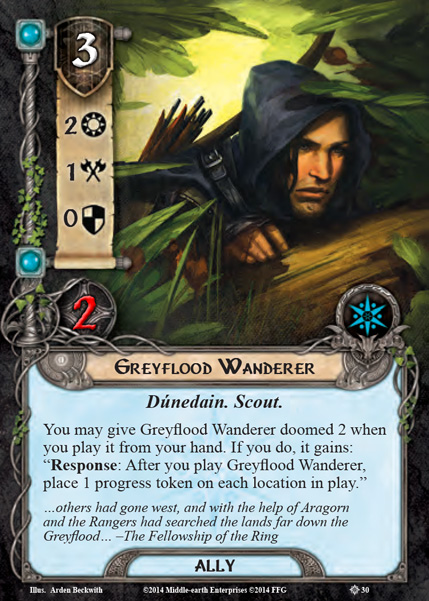 3
2
1
0
2
Greyflood Wanderer
Dúnedain. Scout.
You may give Greyflood Wanderer doomed 2 when
you play it from your hand. If you do, it gains:
“Response: After you play Greyflood Wanderer,
place 1 progress token on each location in play.”
…others had gone west, and with the help of Aragorn
and the Rangers had searched the lands far down the
Greyflood… –The Fellowship of the Ring
ALLY
Illus. Arden Beckwith ©2014 Middle-earth Enterprises ©2014 FFG 30